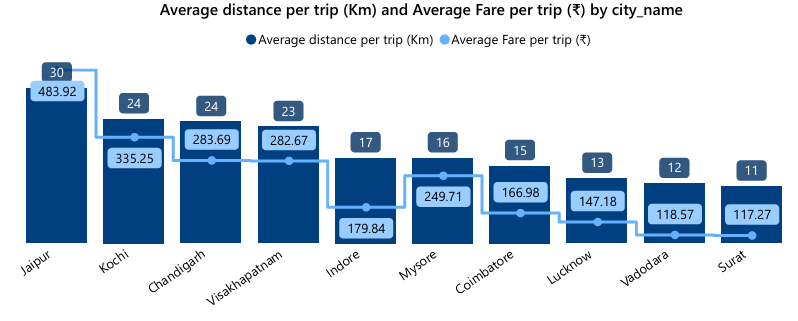 Average distance per trip (Km) and Average Fare per trip (₹) by city_name
Average distance per trip (Km) Average Fare per trip (₹)
30 24 24 23 17 16 15 13 12 11
483.92 335.25 283.69 282.67 179.84 249.71 166.98 147.18 118.57 117.27
Jaipur Kochi Chandigarh Visakhapatnam Indore Mysore Coimbatore Lucknow Vadodara Surat